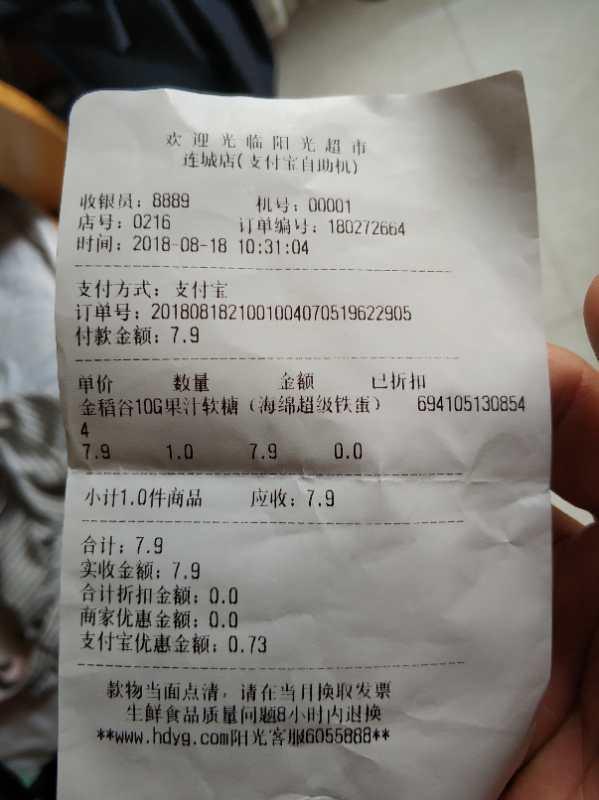 欢迎光临阳光超市
连城店(支付宝自助机)
收银员：8889 机号：00001
店号：0216 订单编号：180272664
时间：2018-08-18 10:31:04
支付方式：支付宝
订单号：2018081821001004070519622905
付款金额：7.9
单价 数量 金额 已折扣
金稻谷10G果汁软糖（海绵超级铁蛋） 694105130854
4
7.9 1.0 7.9 0.0
小计1.0件商品 应收：7.9
合计：7.9
实收金额：7.9
合计折扣金额：0.0
商家优惠金额：0.0
支付宝优惠金额：0.73
款物当面点清，请在当月换取发票
生鲜食品质量问题8小时内退换
**www.hdyg.com阳光客服6055888**